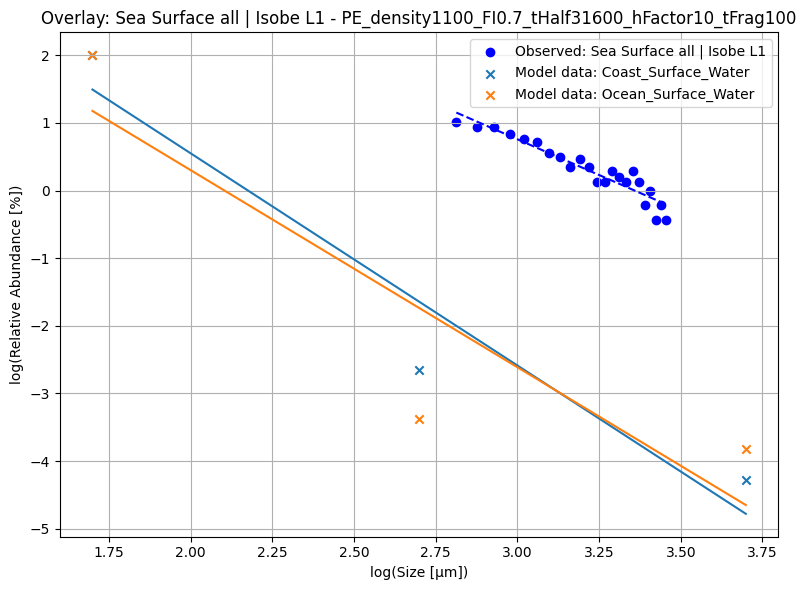 Overlay: Sea Surface all | Isobe L1 - PE_density1100_FI0.7_tHalf31600_hFactor10_tFrag100
Observed: Sea Surface all | Isobe L1
Model data: Coast_Surface_Water
Model data: Ocean_Surface_Water
log(Relative Abundance [%])
2
1
0
−1
−2
−3
−4
−5
1.75 2.00 2.25 2.50 2.75 3.00 3.25 3.50 3.75
log(Size [µm])